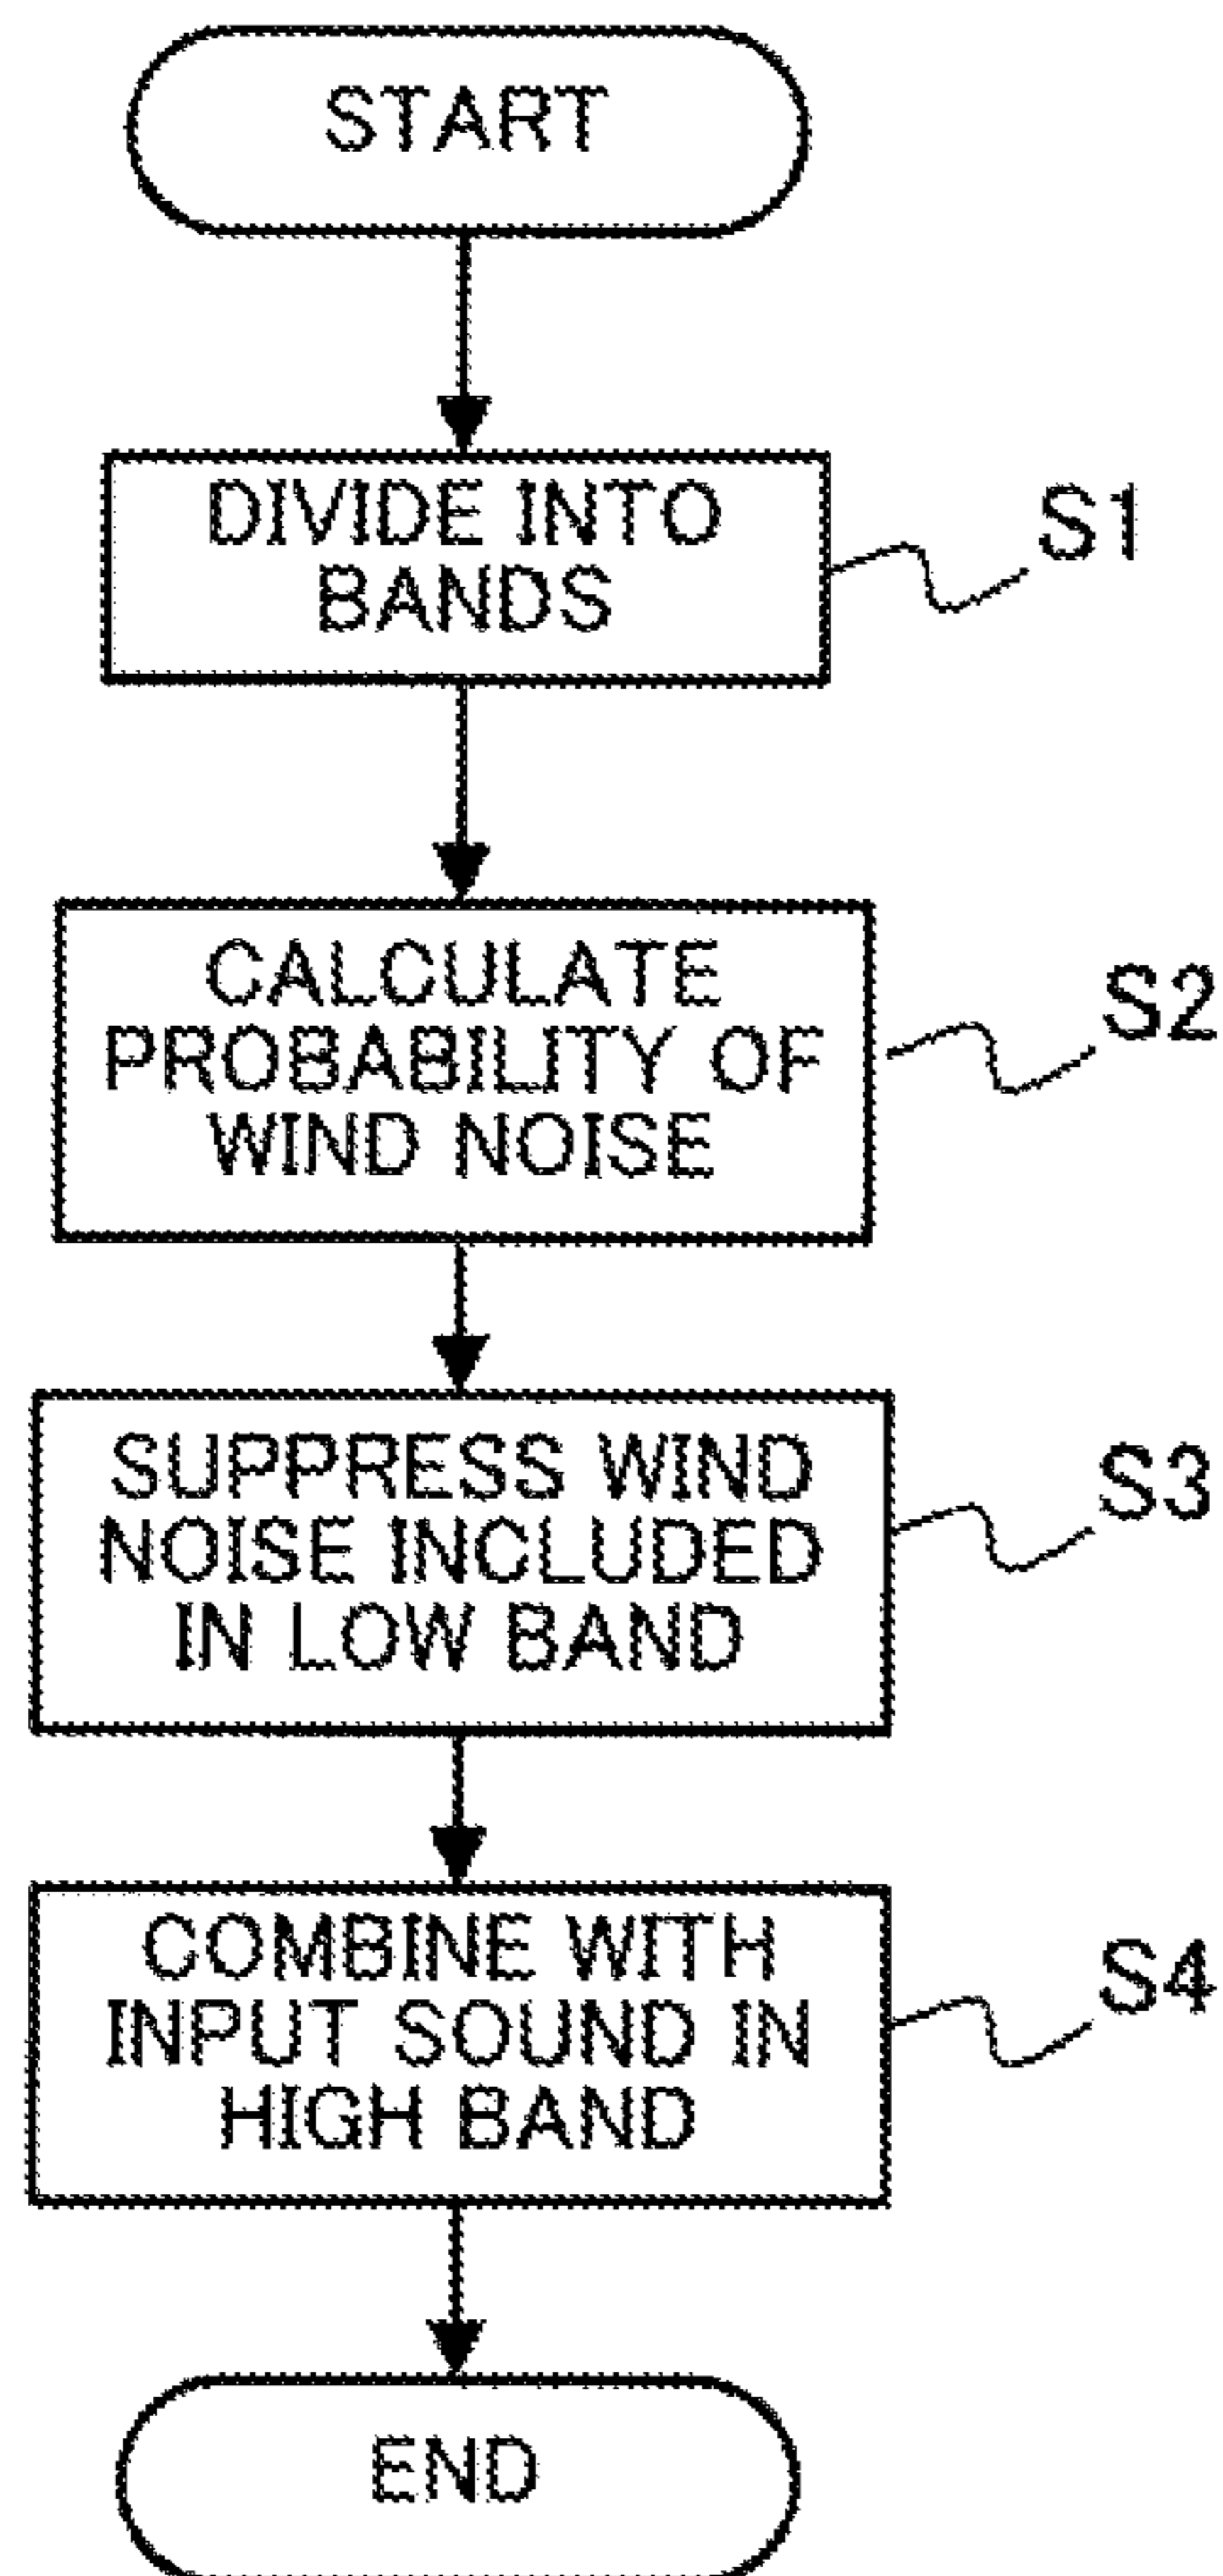 START
DIVIDE INTO
BANDS
S1
CALCULATE
PROBABILITY OF
WIND NOISE
S2
SUPPRESS WIND
NOISE INCLUDED
IN LOW BAND
S3
COMBINE WITH
INPUT SOUND IN
HIGH BAND
S4
END